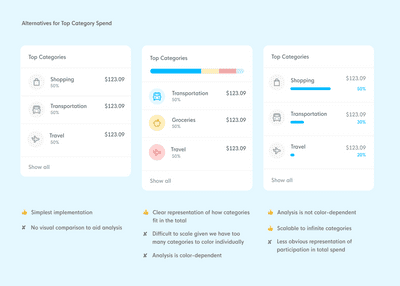 Alternatives for Top Category Spend
Top Categories
Shopping
$123.09
50%
Transportation
$123.09
50%
Travel
$123.09
50%
Show all
Simplest implementation
✘ No visual comparison to aid analysis
Top Categories
Transportation
$123.09
50%
Groceries
$123.09
50%
Travel
$123.09
50%
Show all
Clear representation of how categories
fit in the total
✘ Difficult to scale given we have too
many categories to color individually
✘ Analysis is color-dependent
Top Categories
Shopping
$123.09
50%
Transportation
$123.09
30%
Travel
$123.09
20%
Show all
Analysis is not color-dependent
Scalable to infinite categories
✘ Less obvious representation of
participation in total spend